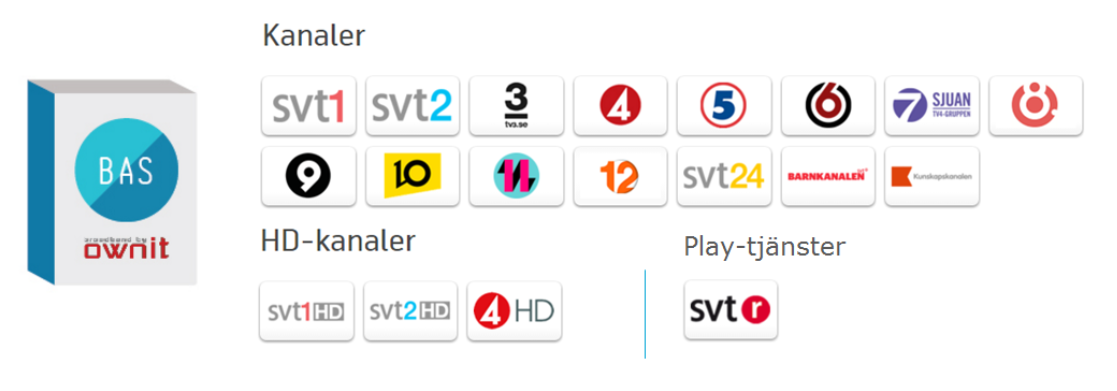 Kanaler
BAS
ownit
svt1 svt2 3 4 5 6 7 SJUAN
tv3.se TV4-GRUPPEN
9 10 11 12 svt24 BARNKANALEN Kunskapskanalen
HD-kanaler
svt1HD svt2HD 4HD
Play-tjänster
svt r